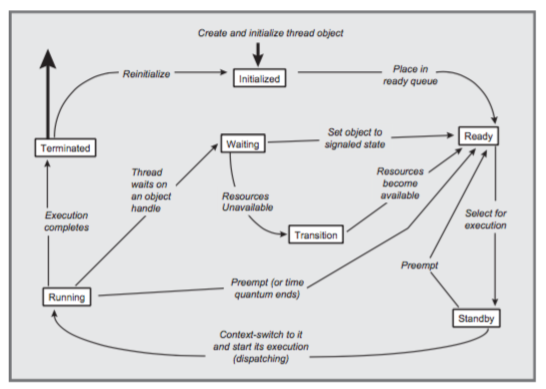 Create and initialize thread object
Reinitialize
Initialized
Place in
ready queue
Terminated
Waiting
Set object to
signaled state
Ready
Thread
waits on
an object
handle
Resources
Unavailable
Resources
become
available
Execution
completes
Transition
Select for
execution
Preempt
Running
Preempt (or time
quantum ends)
Standby
Context-switch to it
and start its execution
(dispatching)